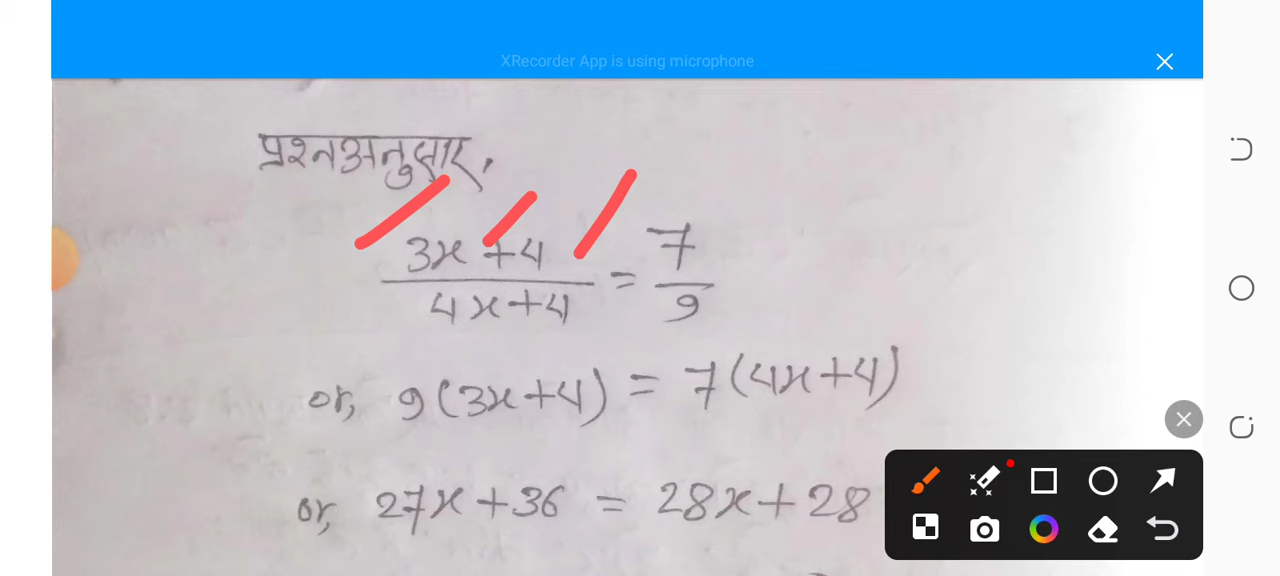 XRecorder App is using microphone
प्रश्नअनुसार,
3x+4/4x+4 = 7/9
or, 9(3x+4) = 7(4x+4)
or, 27x+36 = 28x+28